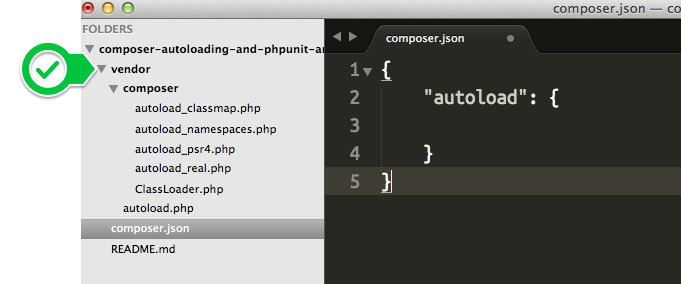 composer.json — co
FOLDERS
composer-autoloading-and-phpunit-an
vendor
composer
autoload_classmap.php
autoload_namespaces.php
autoload_psr4.php
autoload_real.php
ClassLoader.php
autoload.php
composer.json
README.md
composer.json
1 {
2 "autoload": {
3
4 }
5 }